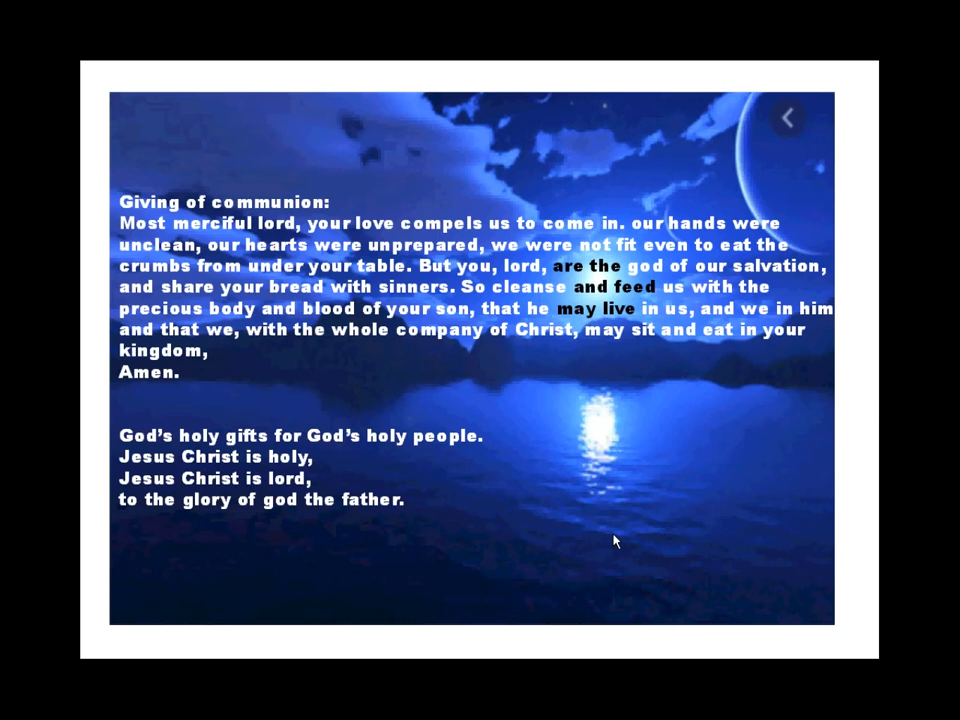 Giving of communion:
Most merciful lord, your love compels us to come in. our hands were
unclean, our hearts were unprepared, we were not fit even to eat the
crumbs from under your table. But you, lord, are the god of our salvation,
and share your bread with sinners. So cleanse and feed us with the
precious body and blood of your son, that he may live in us, and we in him
and that we, with the whole company of Christ, may sit and eat in your
kingdom,
Amen.
God’s holy gifts for God’s holy people.
Jesus Christ is holy,
Jesus Christ is lord,
to the glory of god the father.